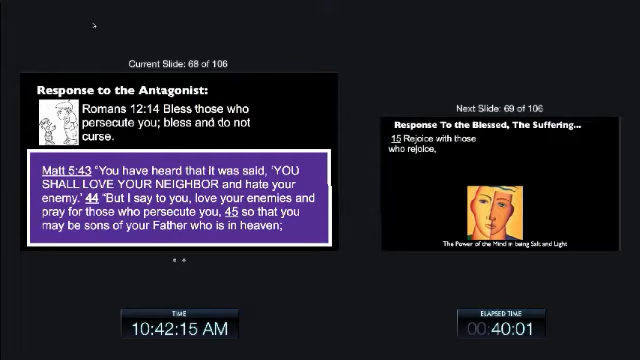 Current Slide: 68 of 106
Response to the Antagonist:
Romans 12:14 Bless those who
persecute you; bless and do not
curse.
Matt 5:43 “You have heard that it was said, ‘YOU
SHALL LOVE YOUR NEIGHBOR and hate your
enemy.’ 44 “But I say to you, love your enemies and
pray for those who persecute you, 45 so that you
may be sons of your Father who is in heaven;
Next Slide: 69 of 106
Response To the Blessed, The Suffering...
15 Rejoice with those
who rejoice,
The Power of the Mind in being Salt and Light
TIME
10:42:15 AM
ELAPSED TIME
00:40:01